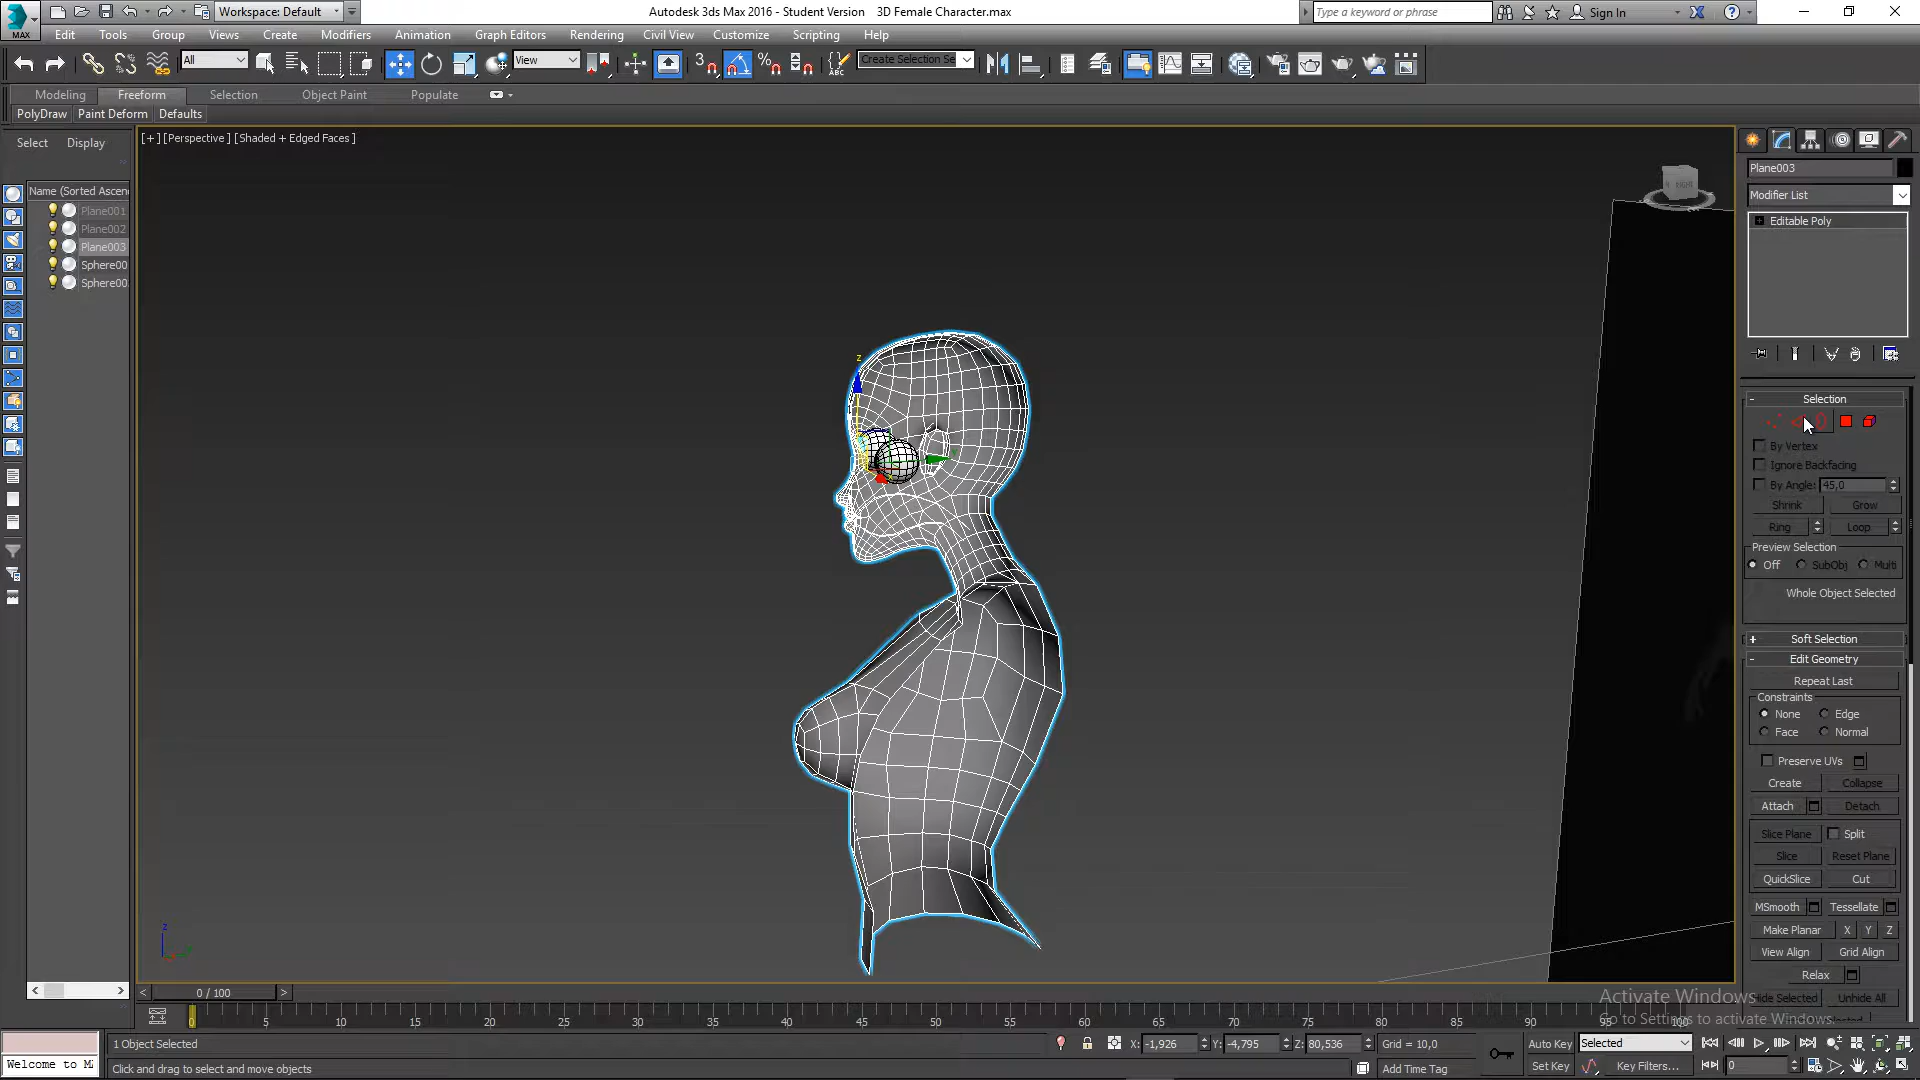 Workspace: Default
Autodesk 3ds Max 2016 - Student Version    3D Female Character.max
Type a keyword or phrase
Sign In
MAX
Edit Tools Group Views Create Modifiers Animation Graph Editors Rendering Civil View Customize Scripting Help
All
View
3
ABC
Create Selection Se
Modeling Freeform Selection Object Paint Populate
PolyDraw Paint Deform Defaults
Select Display
[+][Perspective][Shaded + Edged Faces]
Name (Sorted Ascen
Plane001
Plane002
Plane003
Sphere00
Sphere00
z
Plane003
Modifier List
Editable Poly
- Selection
By Vertex
Ignore Backfacing
By Angle: 45,0
Shrink Grow
Ring Loop
Preview Selection
Off SubObj Multi
Whole Object Selected
+ Soft Selection
- Edit Geometry
Repeat Last
Constraints
None Edge
Face Normal
Preserve UVs
Create Collapse
Attach Detach
Slice Plane Split
Slice Reset Plane
QuickSlice Cut
MSmooth Tessellate
Make Planar X Y Z
View Align Grid Align
Relax
Hide Selected Unhide All
Activate Windows
Go to Settings to activate Windows.
< 0 / 100 >
0 5 10 15 20 25 30 35 40 45 50 55 60 65 70 75 80 85 90 95 100
1 Object Selected
X: -1,926 Y: -4,795 Z: 80,536 Grid = 10,0
Auto Key Selected
Welcome to M
Click and drag to select and move objects
Add Time Tag
Set Key Key Filters... 0